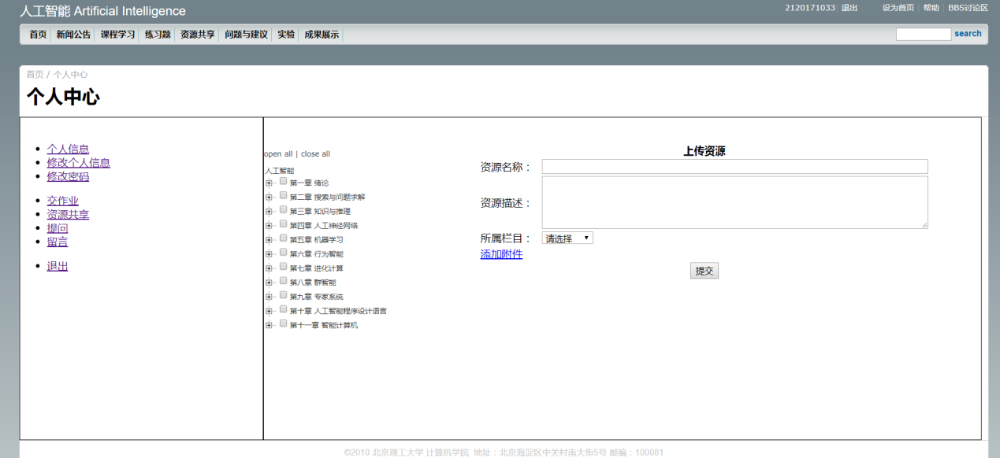 人工智能 Artificial Intelligence
2120171033 退出 设为首页 帮助 BBS讨论区
首页 新闻公告 课程学习 练习题 资源共享 问题与建议 实验 成果展示 search
首页 / 个人中心
个人中心
个人信息
修改个人信息
修改密码
交作业
资源共享
提问
留言
退出
open all | close all
人工智能
第一章 绪论
第二章 搜索与问题求解
第三章 知识与推理
第四章 人工神经网络
第五章 机器学习
第六章 行为智能
第七章 进化计算
第八章 群智能
第九章 专家系统
第十章 人工智能程序设计语言
第十一章 智能计算机
上传资源
资源名称：
资源描述：
所属栏目： 请选择
添加附件
提交
©2010 北京理工大学 计算机学院 地址：北京海淀区中关村南大街5号 邮编：100081